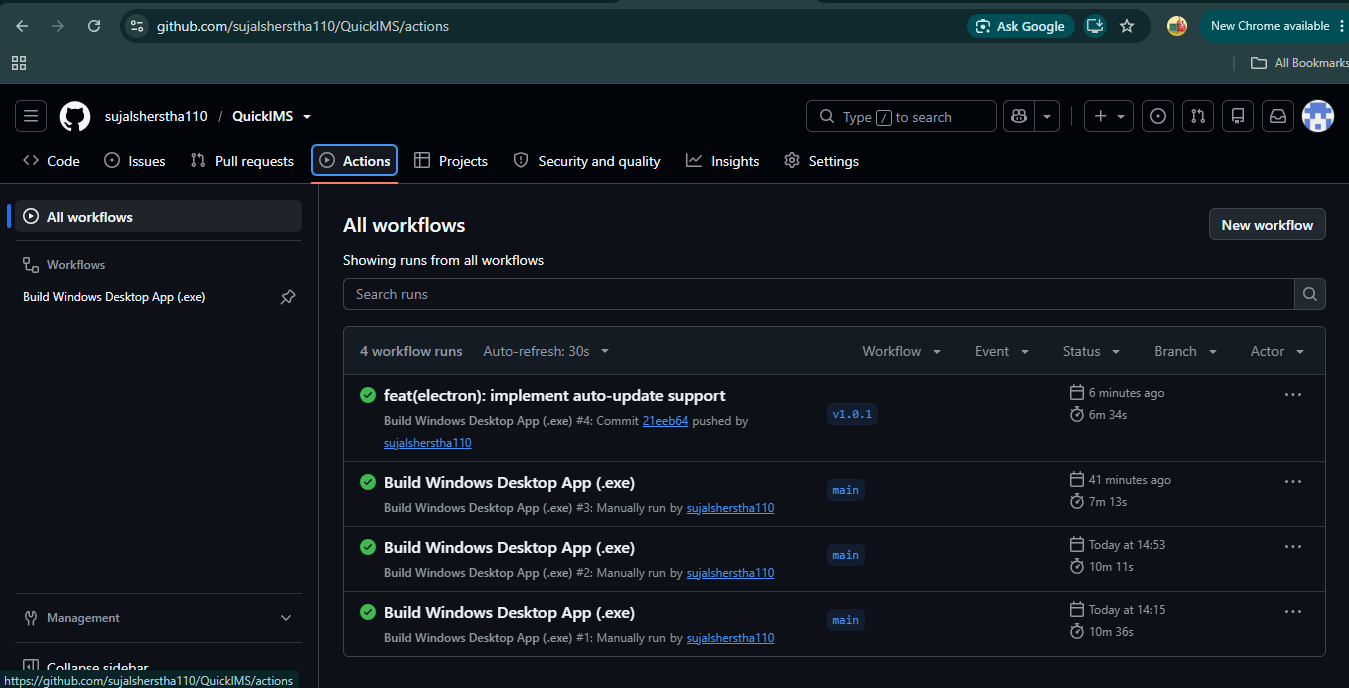 github.com/sujalsherstha110/QuickIMS/actions
Ask Google
New Chrome available
All Bookmarks
sujalsherstha110 / QuickIMS
Type / to search
Code
Issues
Pull requests
Actions
Projects
Security and quality
Insights
Settings
All workflows
Workflows
Build Windows Desktop App (.exe)
Management
Collapse sidebar
https://github.com/sujalsherstha110/QuickIMS/actions
All workflows
New workflow
Showing runs from all workflows
Search runs
4 workflow runs
Auto-refresh: 30s
Workflow
Event
Status
Branch
Actor
feat(electron): implement auto-update support
Build Windows Desktop App (.exe) #4: Commit 21eeb64 pushed by
sujalsherstha110
v1.0.1
6 minutes ago
6m 34s
Build Windows Desktop App (.exe)
Build Windows Desktop App (.exe) #3: Manually run by sujalsherstha110
main
41 minutes ago
7m 13s
Build Windows Desktop App (.exe)
Build Windows Desktop App (.exe) #2: Manually run by sujalsherstha110
main
Today at 14:53
10m 11s
Build Windows Desktop App (.exe)
Build Windows Desktop App (.exe) #1: Manually run by sujalsherstha110
main
Today at 14:15
10m 36s